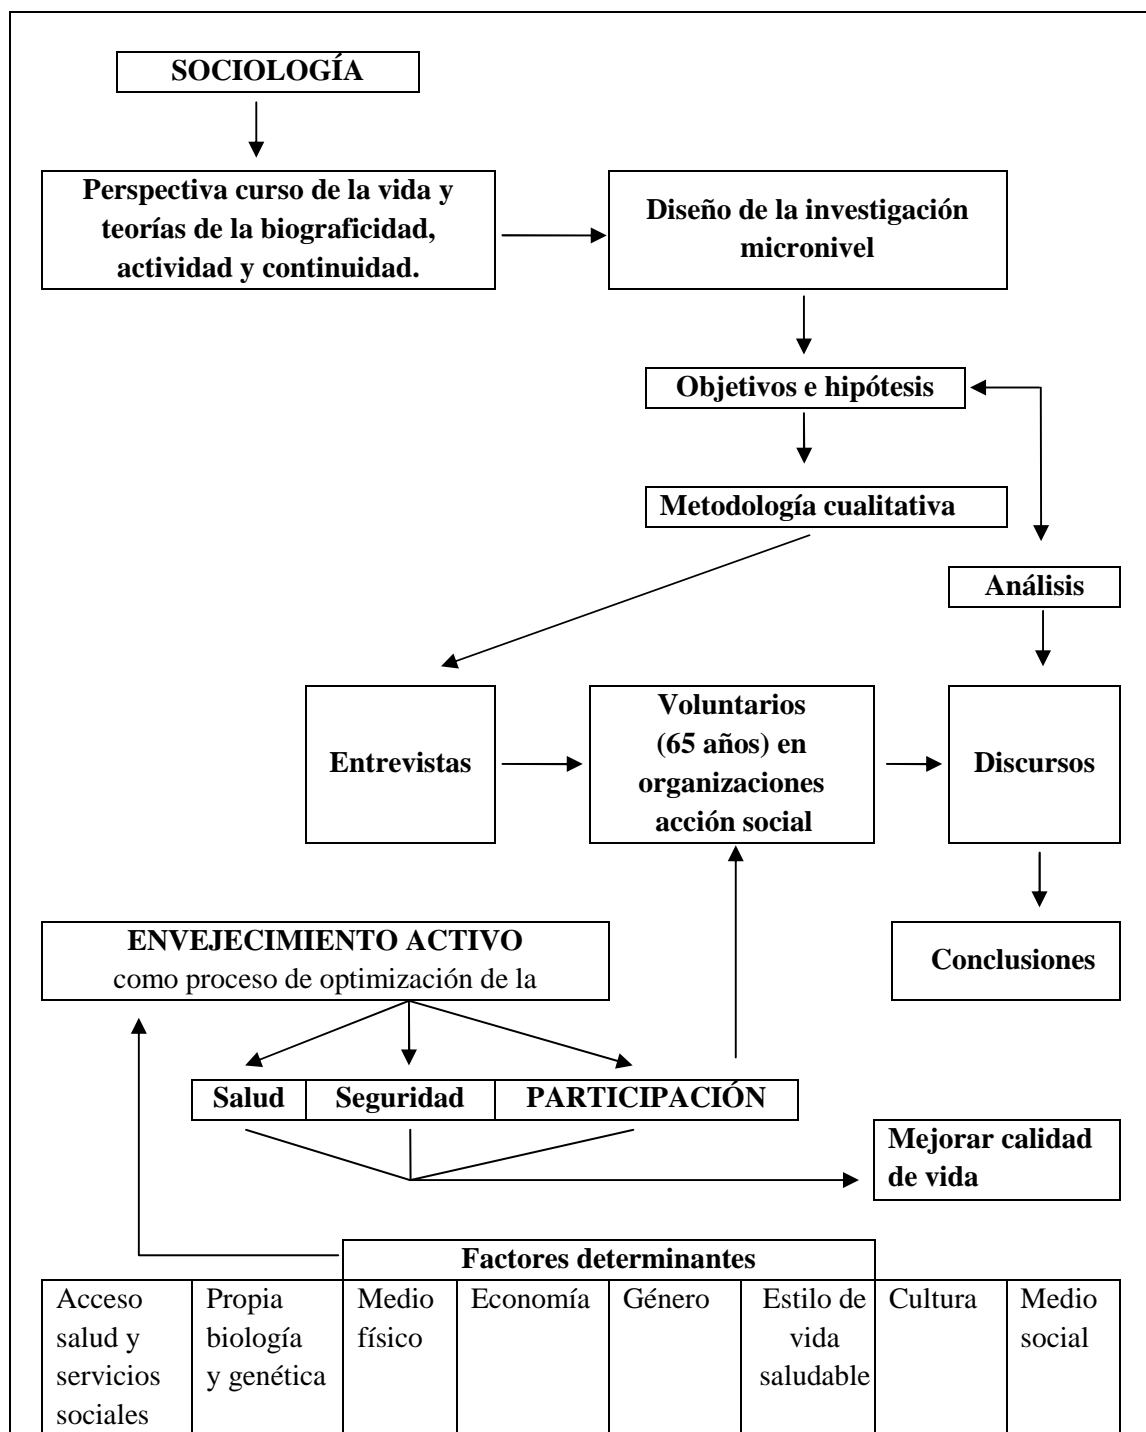 SOCIOLOGÍA
Perspectiva curso de la vida y
teorías de la biograficidad,
actividad y continuidad.
Diseño de la investigación
micronivel
Objetivos e hipótesis
Metodología cualitativa
Análisis
Entrevistas
Voluntarios
(65 años) en
organizaciones
acción social
Discursos
ENVEJECIMIENTO ACTIVO
como proceso de optimización de la
Conclusiones
Salud
Seguridad
PARTICIPACIÓN
Mejorar calidad
de vida
Factores determinantes
Acceso
salud y
servicios
sociales
Propia
biología
y genética
Medio
físico
Economía
Género
Estilo de
vida
saludable
Cultura
Medio
social